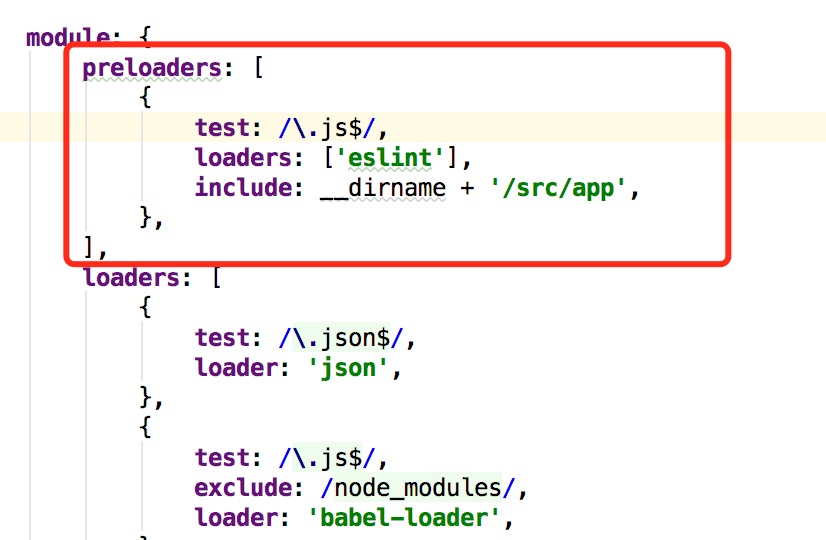 module: {
preloaders: [
{
test: /\.js$/,
loaders: ['eslint'],
include: __dirname + '/src/app',
},
],
loaders: [
{
test: /\.json$/,
loader: 'json',
},
{
test: /\.js$/,
exclude: /node_modules/,
loader: 'babel-loader',